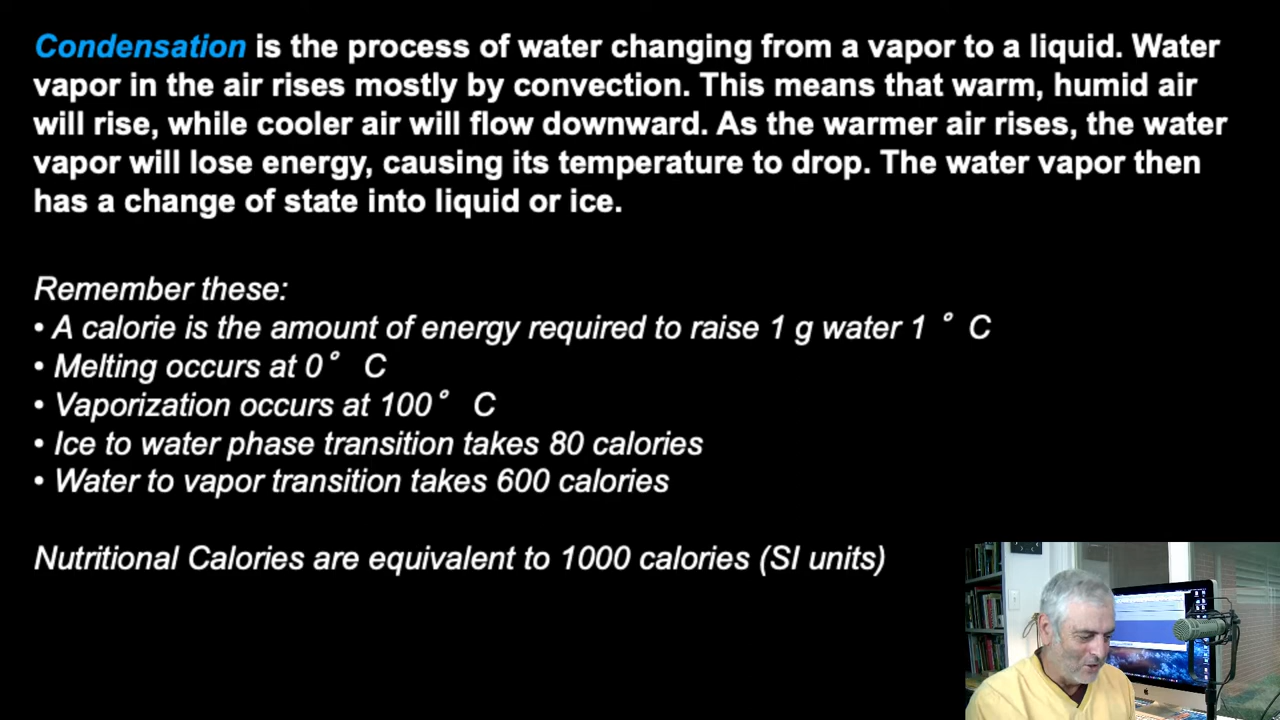 Condensation is the process of water changing from a vapor to a liquid. Water
vapor in the air rises mostly by convection. This means that warm, humid air
will rise, while cooler air will flow downward. As the warmer air rises, the water
vapor will lose energy, causing its temperature to drop. The water vapor then
has a change of state into liquid or ice.
Remember these:
• A calorie is the amount of energy required to raise 1 g water 1 ° C
• Melting occurs at 0° C
• Vaporization occurs at 100° C
• Ice to water phase transition takes 80 calories
• Water to vapor transition takes 600 calories
Nutritional Calories are equivalent to 1000 calories (SI units)